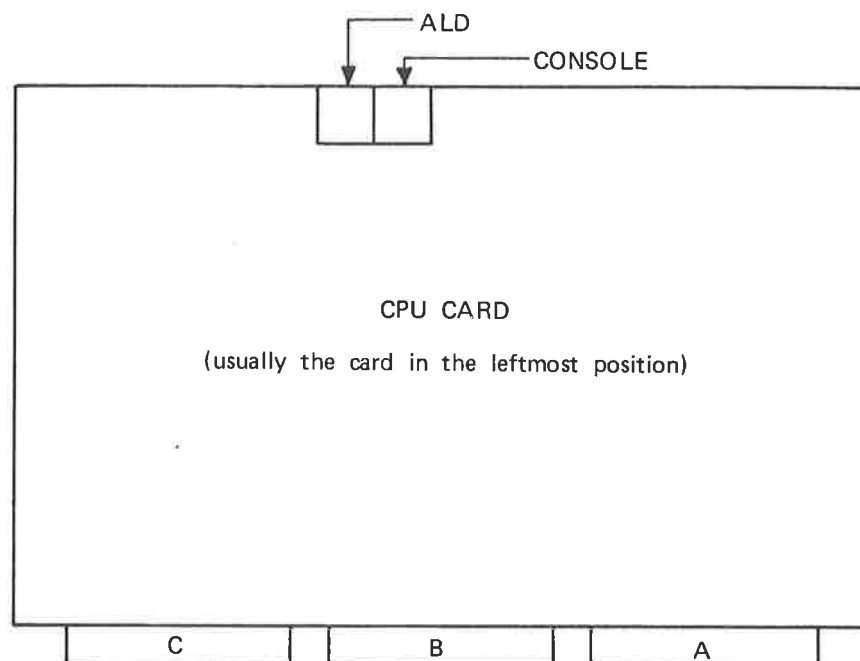 ALD
CONSOLE
CPU CARD
(usually the card in the leftmost position)
C B A